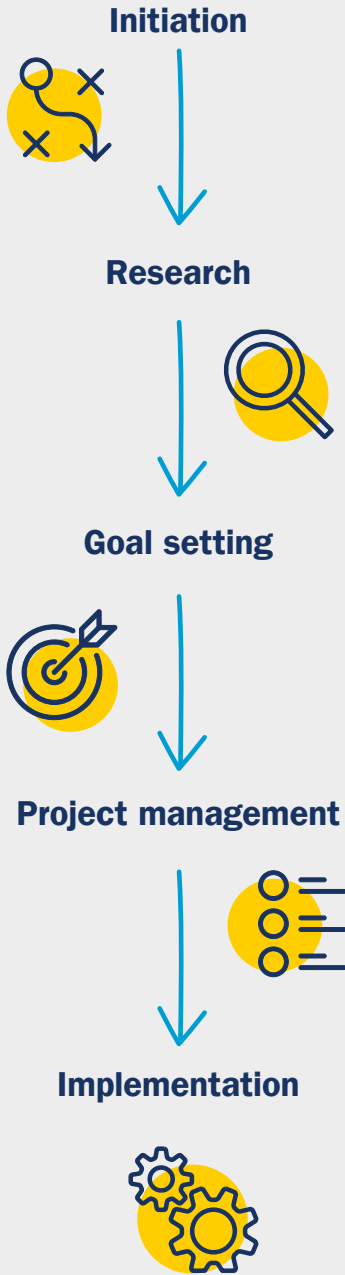 Initiation
Research
Goal setting
Project management
Implementation